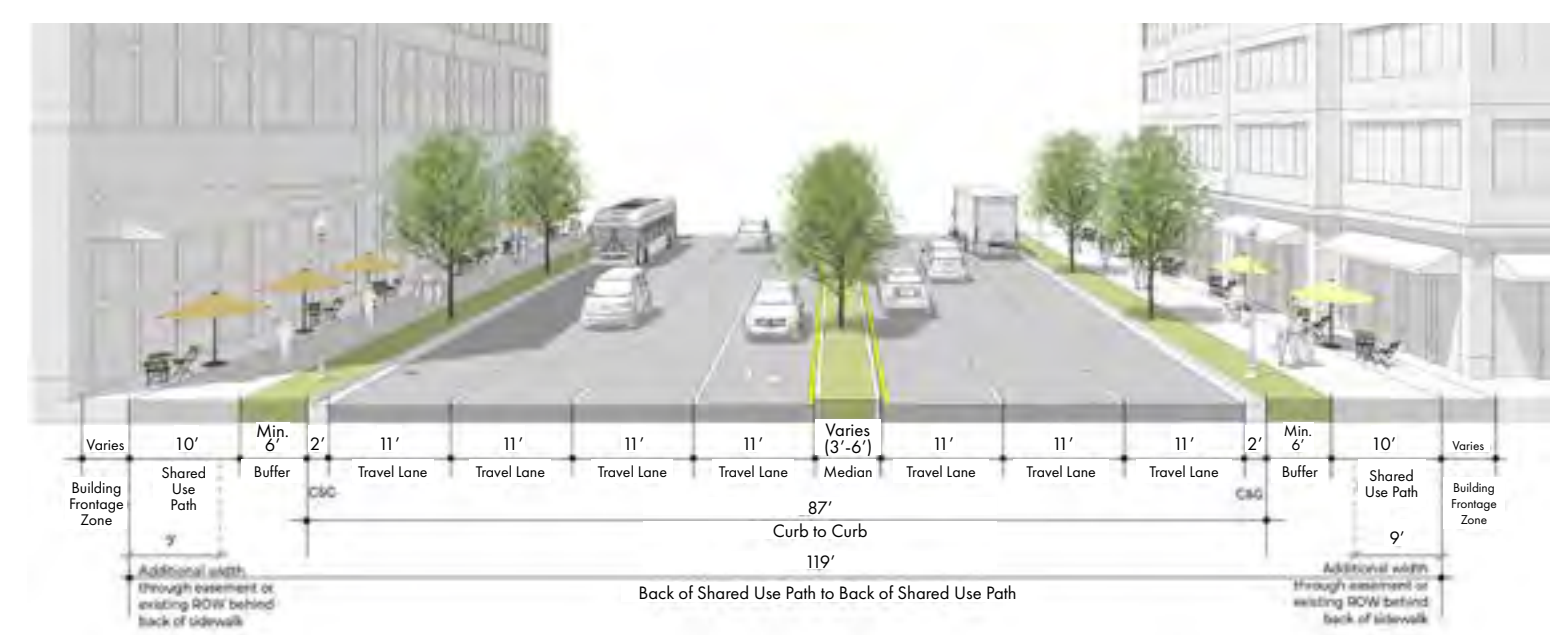 Varies
10'
Min.
6'
2'
11'
11'
11'
11'
Varies
(3'-6')
11'
11'
11'
2'
Min.
6'
10'
Varies
Building
Frontage
Zone
Shared
Use
Path
Buffer
C&G
Travel Lane
Travel Lane
Travel Lane
Travel Lane
Median
Travel Lane
Travel Lane
Travel Lane
C&G
Buffer
Shared
Use Path
Building
Frontage
Zone
87'
Curb to Curb
9'
119'
Back of Shared Use Path to Back of Shared Use Path
Additional width
through easement or
existing ROW behind
back of sidewalk
Additional width
through easement or
existing ROW behind
back of sidewalk